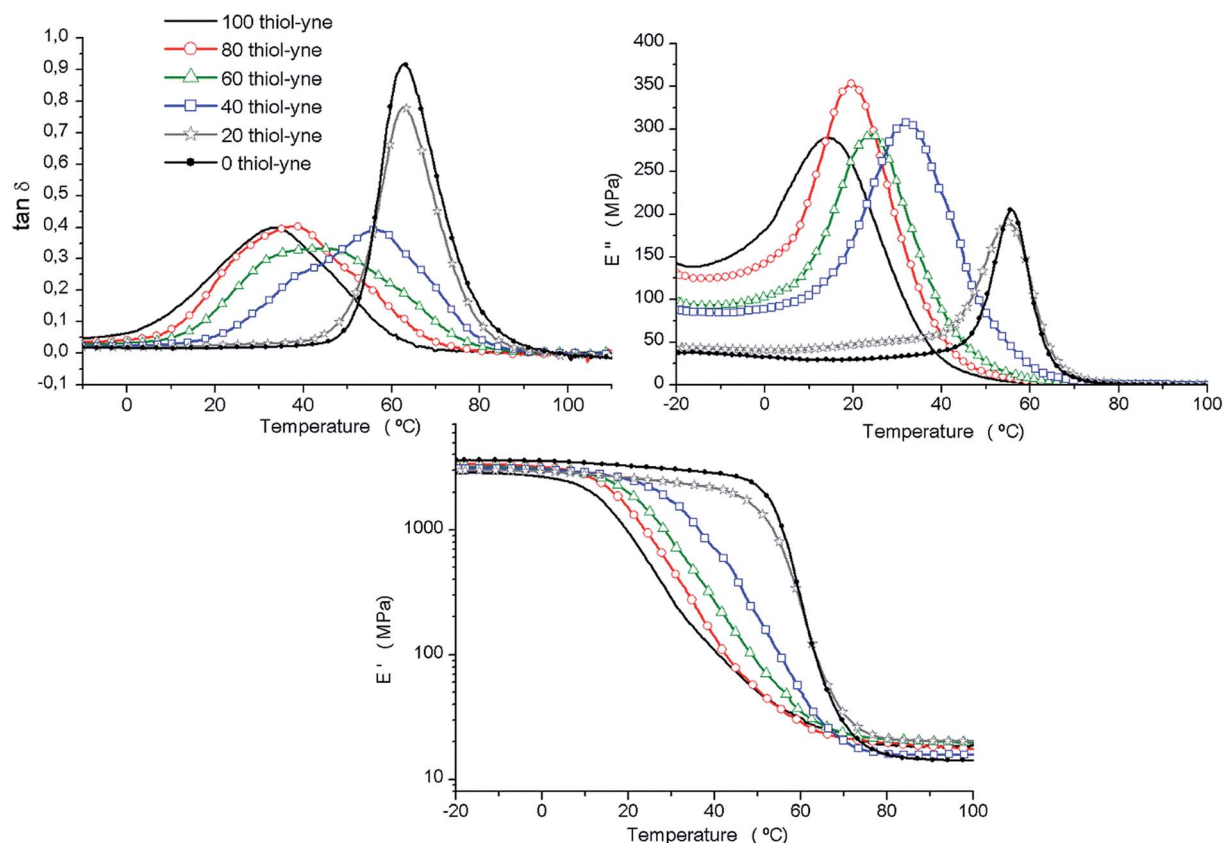 100 thiol-yne
80 thiol-yne
60 thiol-yne
40 thiol-yne
20 thiol-yne
0 thiol-yne
tan δ
1,0
0,9
0,8
0,7
0,6
0,5
0,4
0,3
0,2
0,1
0,0
-0,1
0 20 40 60 80 100
Temperature ( ºC)
E'' (MPa)
400
350
300
250
200
150
100
50
0
-20 0 20 40 60 80 100
Temperature ( ºC)
E' (MPa)
1000
100
10
-20 0 20 40 60 80 100
Temperature ( ºC)